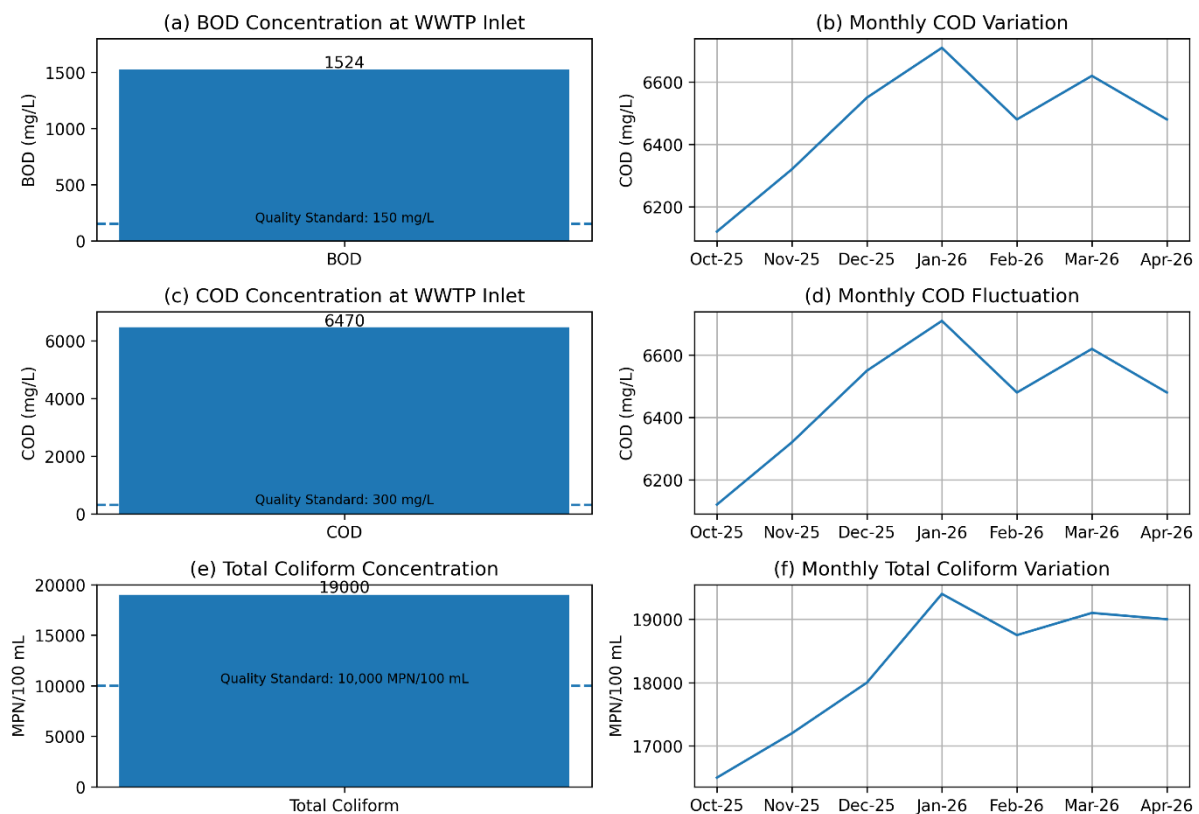 (a) BOD Concentration at WWTP Inlet
1524
1500
1000
500
0
BOD (mg/L)
Quality Standard: 150 mg/L
BOD
(b) Monthly COD Variation
6600
6400
6200
COD (mg/L)
Oct-25 Nov-25 Dec-25 Jan-26 Feb-26 Mar-26 Apr-26
(c) COD Concentration at WWTP Inlet
6470
6000
4000
2000
0
COD (mg/L)
Quality Standard: 300 mg/L
COD
(d) Monthly COD Fluctuation
6600
6400
6200
COD (mg/L)
Oct-25 Nov-25 Dec-25 Jan-26 Feb-26 Mar-26 Apr-26
(e) Total Coliform Concentration
19000
20000
15000
10000
5000
0
MPN/100 mL
Quality Standard: 10,000 MPN/100 mL
Total Coliform
(f) Monthly Total Coliform Variation
19000
18000
17000
MPN/100 mL
Oct-25 Nov-25 Dec-25 Jan-26 Feb-26 Mar-26 Apr-26